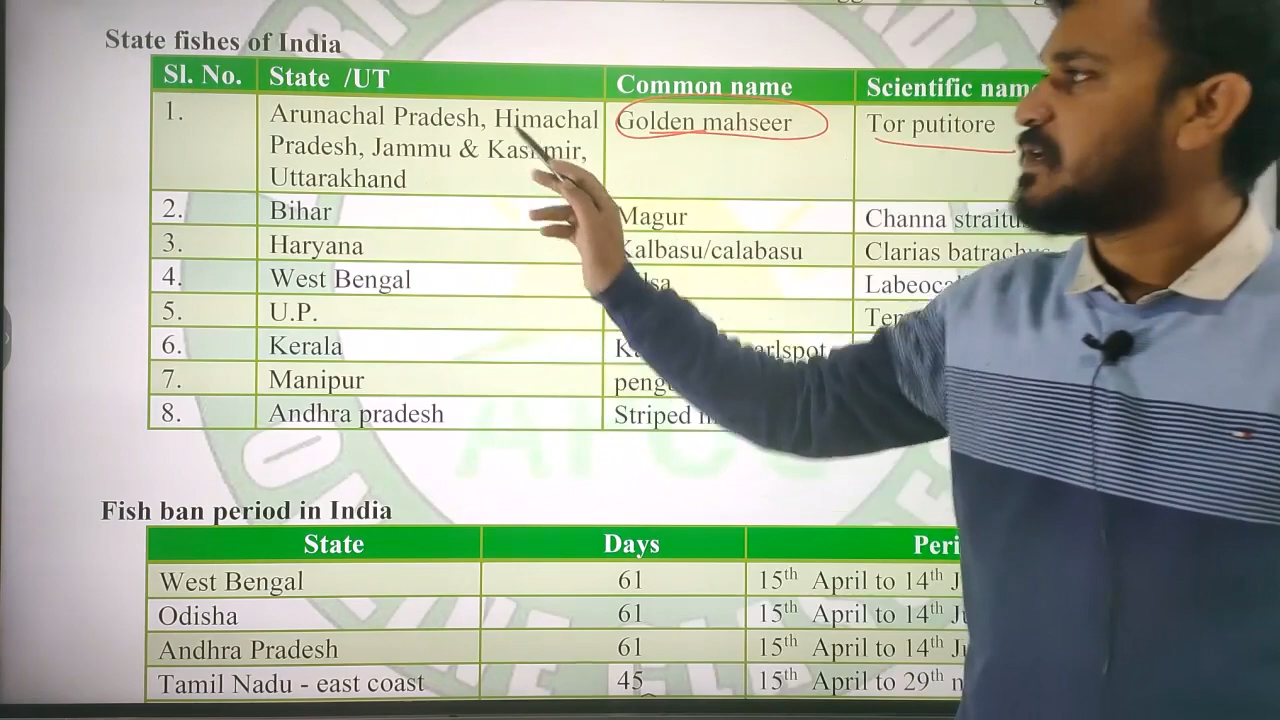 State fishes of India
Sl. No. State /UT Common name Scientific name
1. Arunachal Pradesh, Himachal Golden mahseer Tor putitore
Pradesh, Jammu & Kashmir,
Uttarakhand
2. Bihar Magur Channa
3. Haryana Kalbasu/calabasu Clarias
4. West Bengal
5. U.P.
6. Kerala
7. Manipur
8. Andhra pradesh Striped
Fish ban period in India
State Days
West Bengal 61 15th April to 14th
Odisha 61 15th April to 14th
Andhra Pradesh 61 15th April to 14th
Tamil Nadu - east coast 45 15th April to 29th